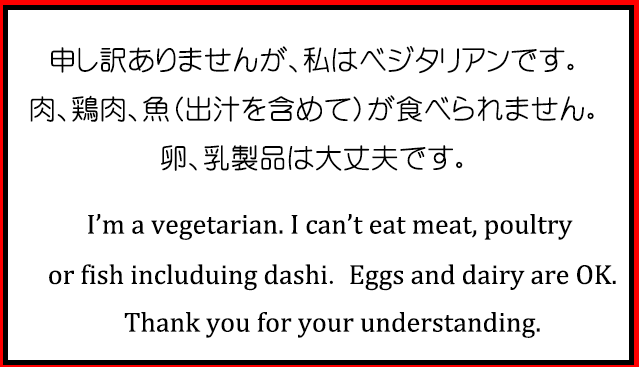 申し訳ありませんが、私はベジタリアンです。
肉、鶏肉、魚（出汁を含めて）が食べられません。
卵、乳製品は大丈夫です。
I’m a vegetarian. I can’t eat meat, poultry
or fish includuing dashi.  Eggs and dairy are OK.
Thank you for your understanding.